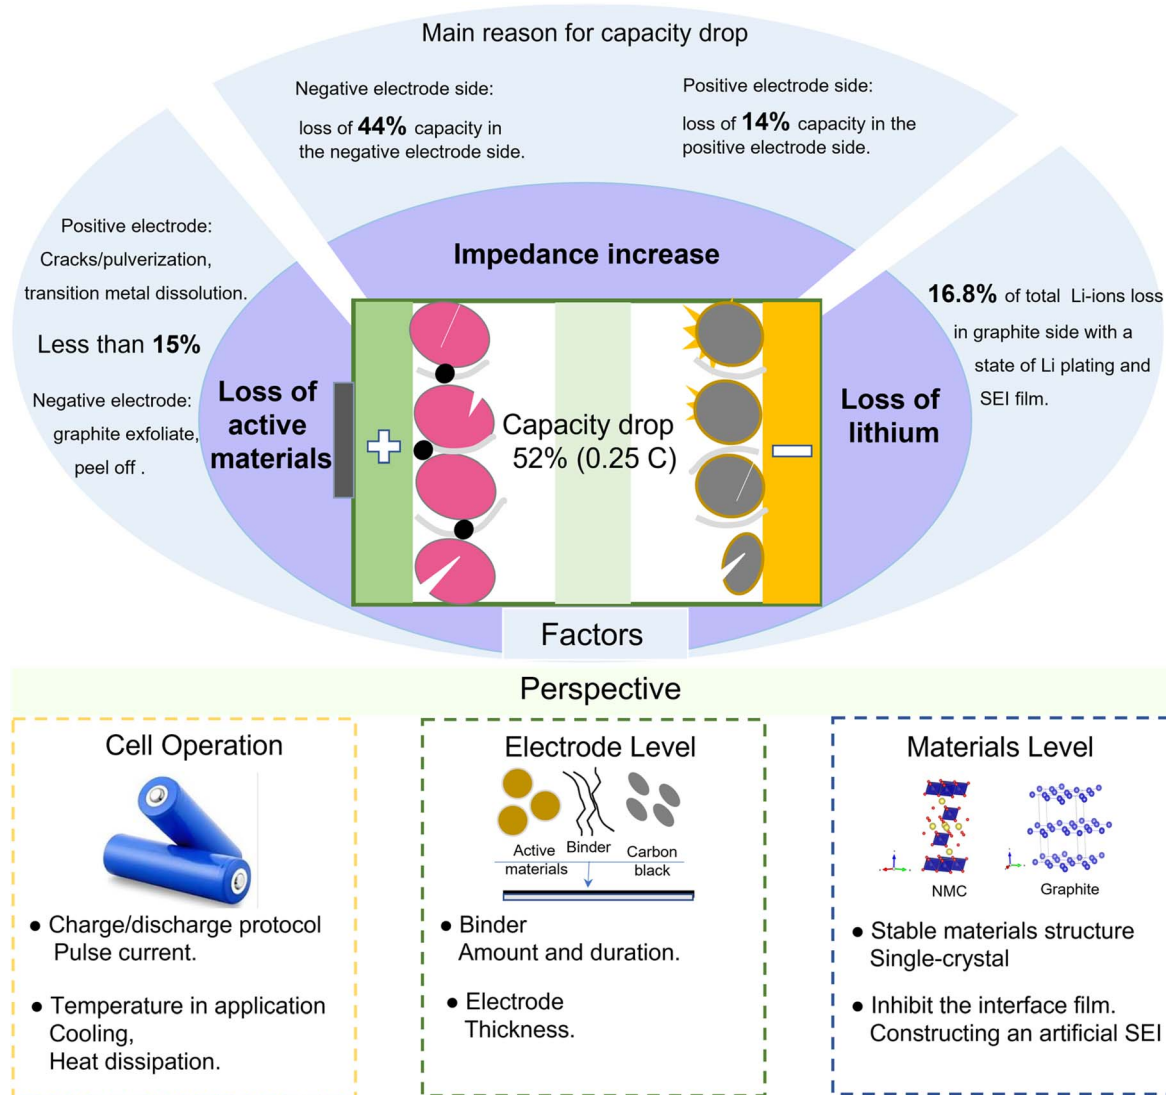 Main reason for capacity drop
Negative electrode side:
loss of 44% capacity in
the negative electrode side.
Positive electrode side:
loss of 14% capacity in the
positive electrode side.
Positive electrode:
Cracks/pulverization,
transition metal dissolution.
Less than 15%
Negative electrode:
graphite exfoliate,
peel off .
Impedance increase
Loss of
active
materials
Capacity drop
52% (0.25 C)
Loss of
lithium
16.8% of total Li-ions loss
in graphite side with a
state of Li plating and
SEI film.
Factors
Perspective
Cell Operation
● Charge/discharge protocol
Pulse current.
● Temperature in application
Cooling,
Heat dissipation.
Electrode Level
Active
materials
Binder
Carbon
black
● Binder
Amount and duration.
● Electrode
Thickness.
Materials Level
NMC
Graphite
● Stable materials structure
Single-crystal
● Inhibit the interface film.
Constructing an artificial SEI